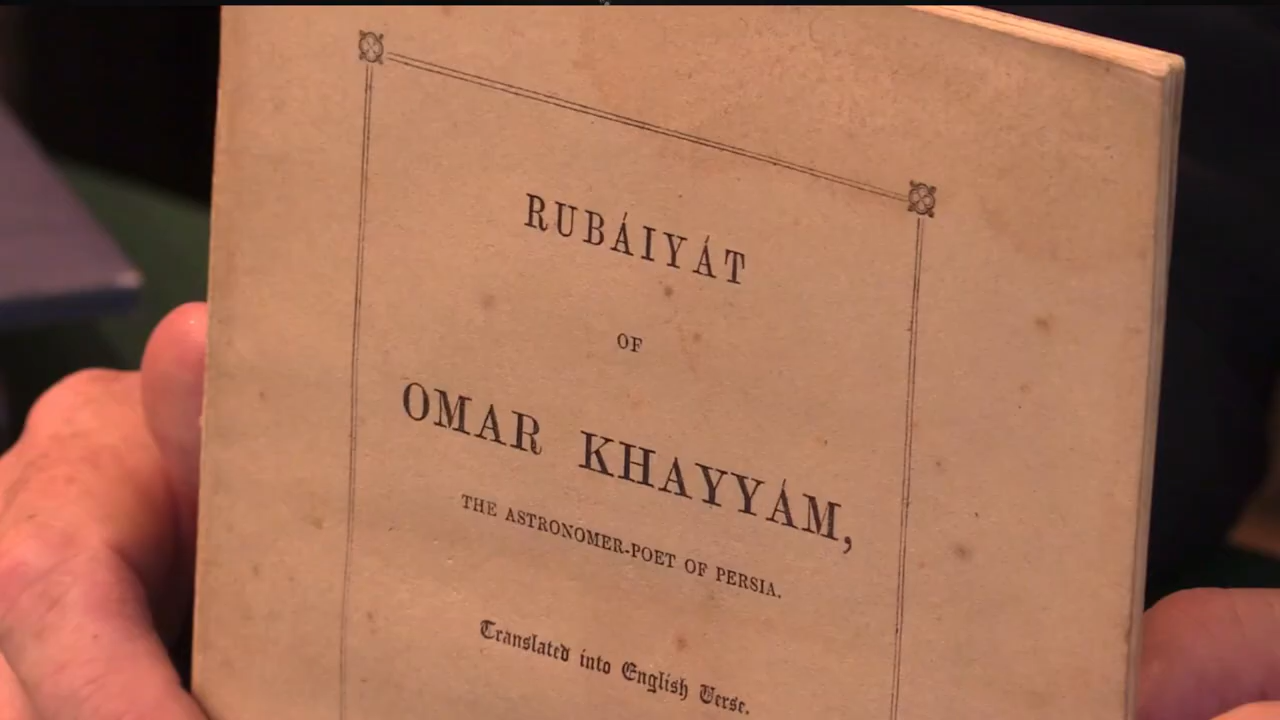 RUBÁIYÁT
OF
OMAR KHAYYÁM,
THE ASTRONOMER-POET OF PERSIA.
Translated into English Verse.